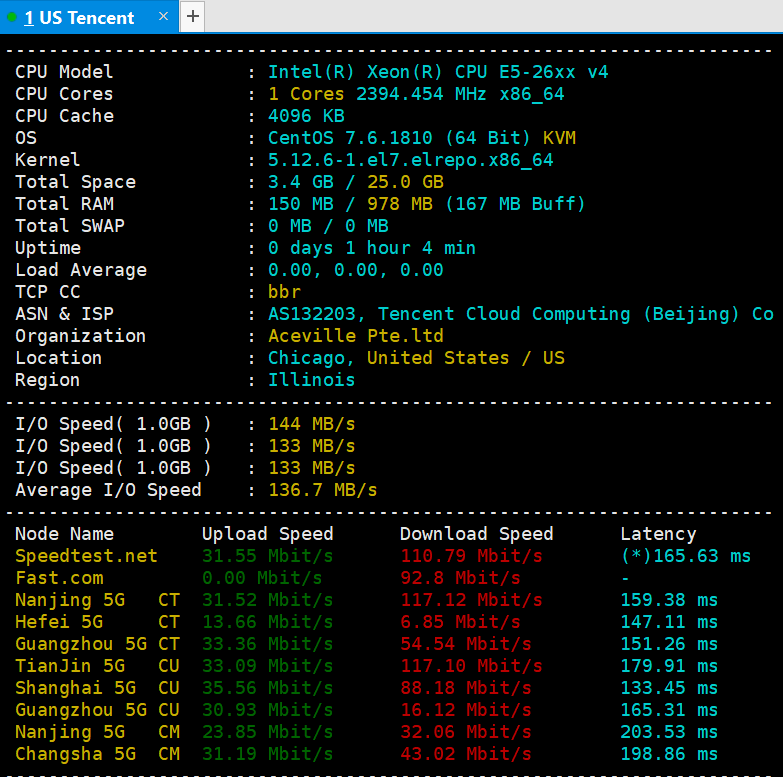 1 US Tencent × +
----------------------------------------------------------------------
CPU Model : Intel(R) Xeon(R) CPU E5-26xx v4
CPU Cores : 1 Cores 2394.454 MHz x86_64
CPU Cache : 4096 KB
OS : CentOS 7.6.1810 (64 Bit) KVM
Kernel : 5.12.6-1.el7.elrepo.x86_64
Total Space : 3.4 GB / 25.0 GB
Total RAM : 150 MB / 978 MB (167 MB Buff)
Total SWAP : 0 MB / 0 MB
Uptime : 0 days 1 hour 4 min
Load Average : 0.00, 0.00, 0.00
TCP CC : bbr
ASN & ISP : AS132203, Tencent Cloud Computing (Beijing) Co
Organization : Aceville Pte.ltd
Location : Chicago, United States / US
Region : Illinois
----------------------------------------------------------------------
I/O Speed( 1.0GB ) : 144 MB/s
I/O Speed( 1.0GB ) : 133 MB/s
I/O Speed( 1.0GB ) : 133 MB/s
Average I/O Speed : 136.7 MB/s
----------------------------------------------------------------------
Node Name Upload Speed Download Speed Latency
Speedtest.net 31.55 Mbit/s 110.79 Mbit/s (*)165.63 ms
Fast.com 0.00 Mbit/s 92.8 Mbit/s -
Nanjing 5G CT 31.52 Mbit/s 117.12 Mbit/s 159.38 ms
Hefei 5G CT 13.66 Mbit/s 6.85 Mbit/s 147.11 ms
Guangzhou 5G CT 33.36 Mbit/s 54.54 Mbit/s 151.26 ms
TianJin 5G CU 33.09 Mbit/s 117.10 Mbit/s 179.91 ms
Shanghai 5G CU 35.56 Mbit/s 88.18 Mbit/s 133.45 ms
Guangzhou 5G CU 30.93 Mbit/s 16.12 Mbit/s 165.31 ms
Nanjing 5G CM 23.85 Mbit/s 32.06 Mbit/s 203.53 ms
Changsha 5G CM 31.19 Mbit/s 43.02 Mbit/s 198.86 ms
----------------------------------------------------------------------